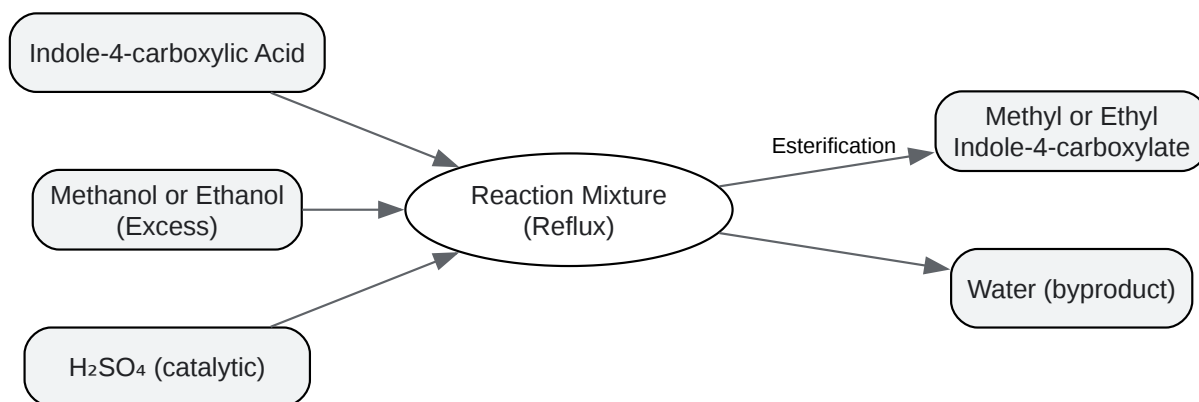 Indole-4-carboxylic Acid
Methanol or Ethanol
(Excess)
H₂SO₄ (catalytic)
Reaction Mixture
(Reflux)
Esterification
Methyl or Ethyl
Indole-4-carboxylate
Water (byproduct)